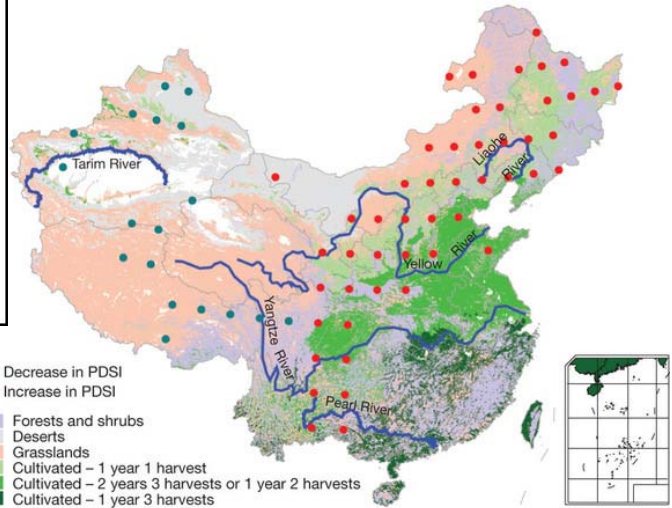 Tarim River
Liaohe
River
Yellow
River
Yangtze River
Pearl River
Decrease in PDSI
Increase in PDSI
Forests and shrubs
Deserts
Grasslands
Cultivated – 1 year 1 harvest
Cultivated – 2 years 3 harvests or 1 year 2 harvests
Cultivated – 1 year 3 harvests